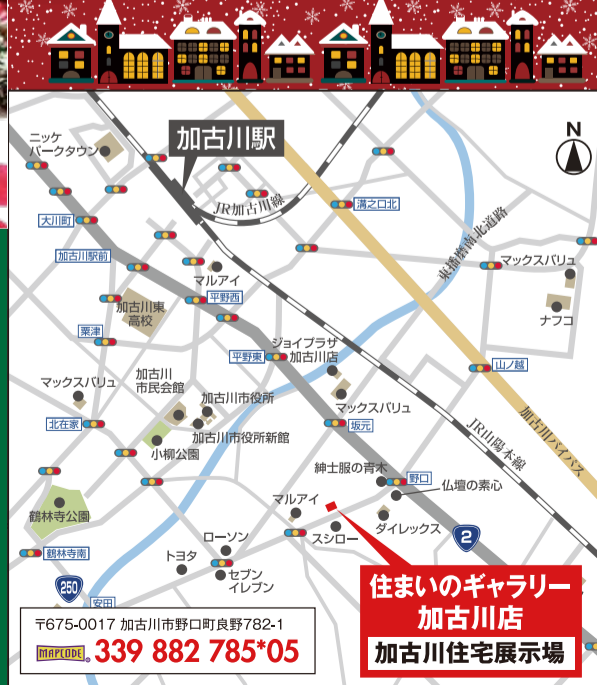 ニッケ
パークタウン
加古川駅
N
JR加古川線
溝之口北
東播磨南北道路
大川町
加古川駅前
マルアイ
平野西
マックスバリュ
ナフコ
加古川東
高校
粟津
ジョイプラザ
加古川店
平野東
山ノ越
マックスバリュ
加古川
市民会館
加古川市役所
マックスバリュ
加古川バイパス
北在家
加古川市役所新館
坂元
JR山陽本線
小柳公園
紳士服の青木
野口
仏壇の素心
鶴林寺公園
マルアイ
スシロー
ダイレックス
2
鶴林寺南
ローソン
トヨタ
セブン
イレブン
250
安田
住まいのギャラリー
加古川店
加古川住宅展示場
〒675-0017 加古川市野口町良野782-1
MAPCODE® 339 882 785*05